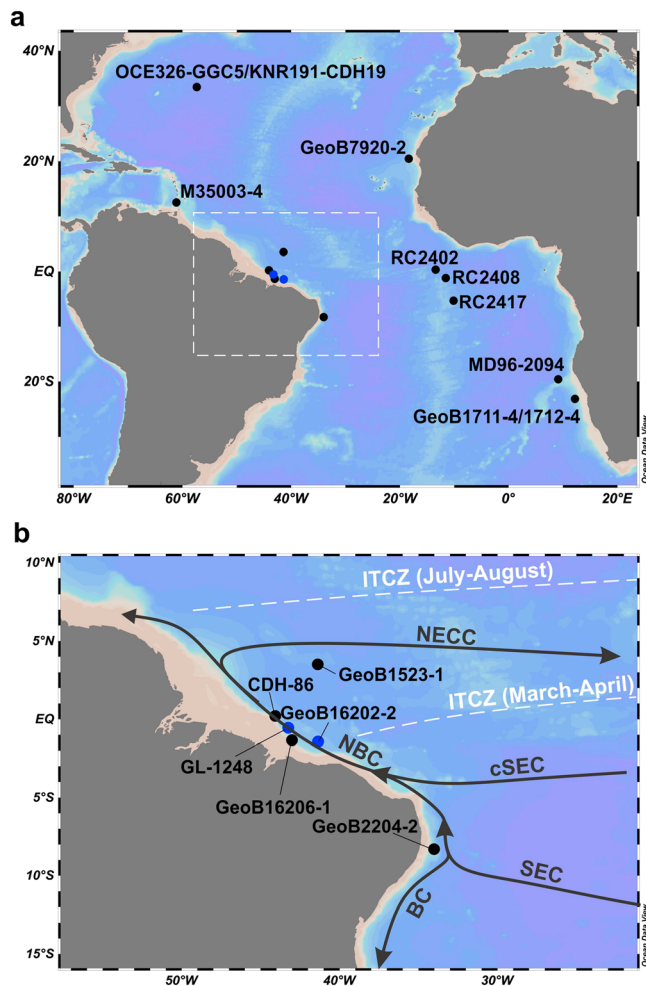 a
40°N
OCE326-GGC5/KNR191-CDH19
GeoB7920-2
20°N
M35003-4
RC2402
EQ
RC2408
RC2417
MD96-2094
20°S
GeoB1711-4/1712-4
Ocean Data View
80°W 60°W 40°W 20°W 0° 20°E
b
10°N
ITCZ (July-August)
NECC
5°N
GeoB1523-1
CDH-86
ITCZ (March-April)
EQ
GeoB16202-2
NBC
GL-1248
cSEC
GeoB16206-1
5°S
GeoB2204-2
SEC
10°S
BC
15°S
Ocean Data View
50°W 40°W 30°W